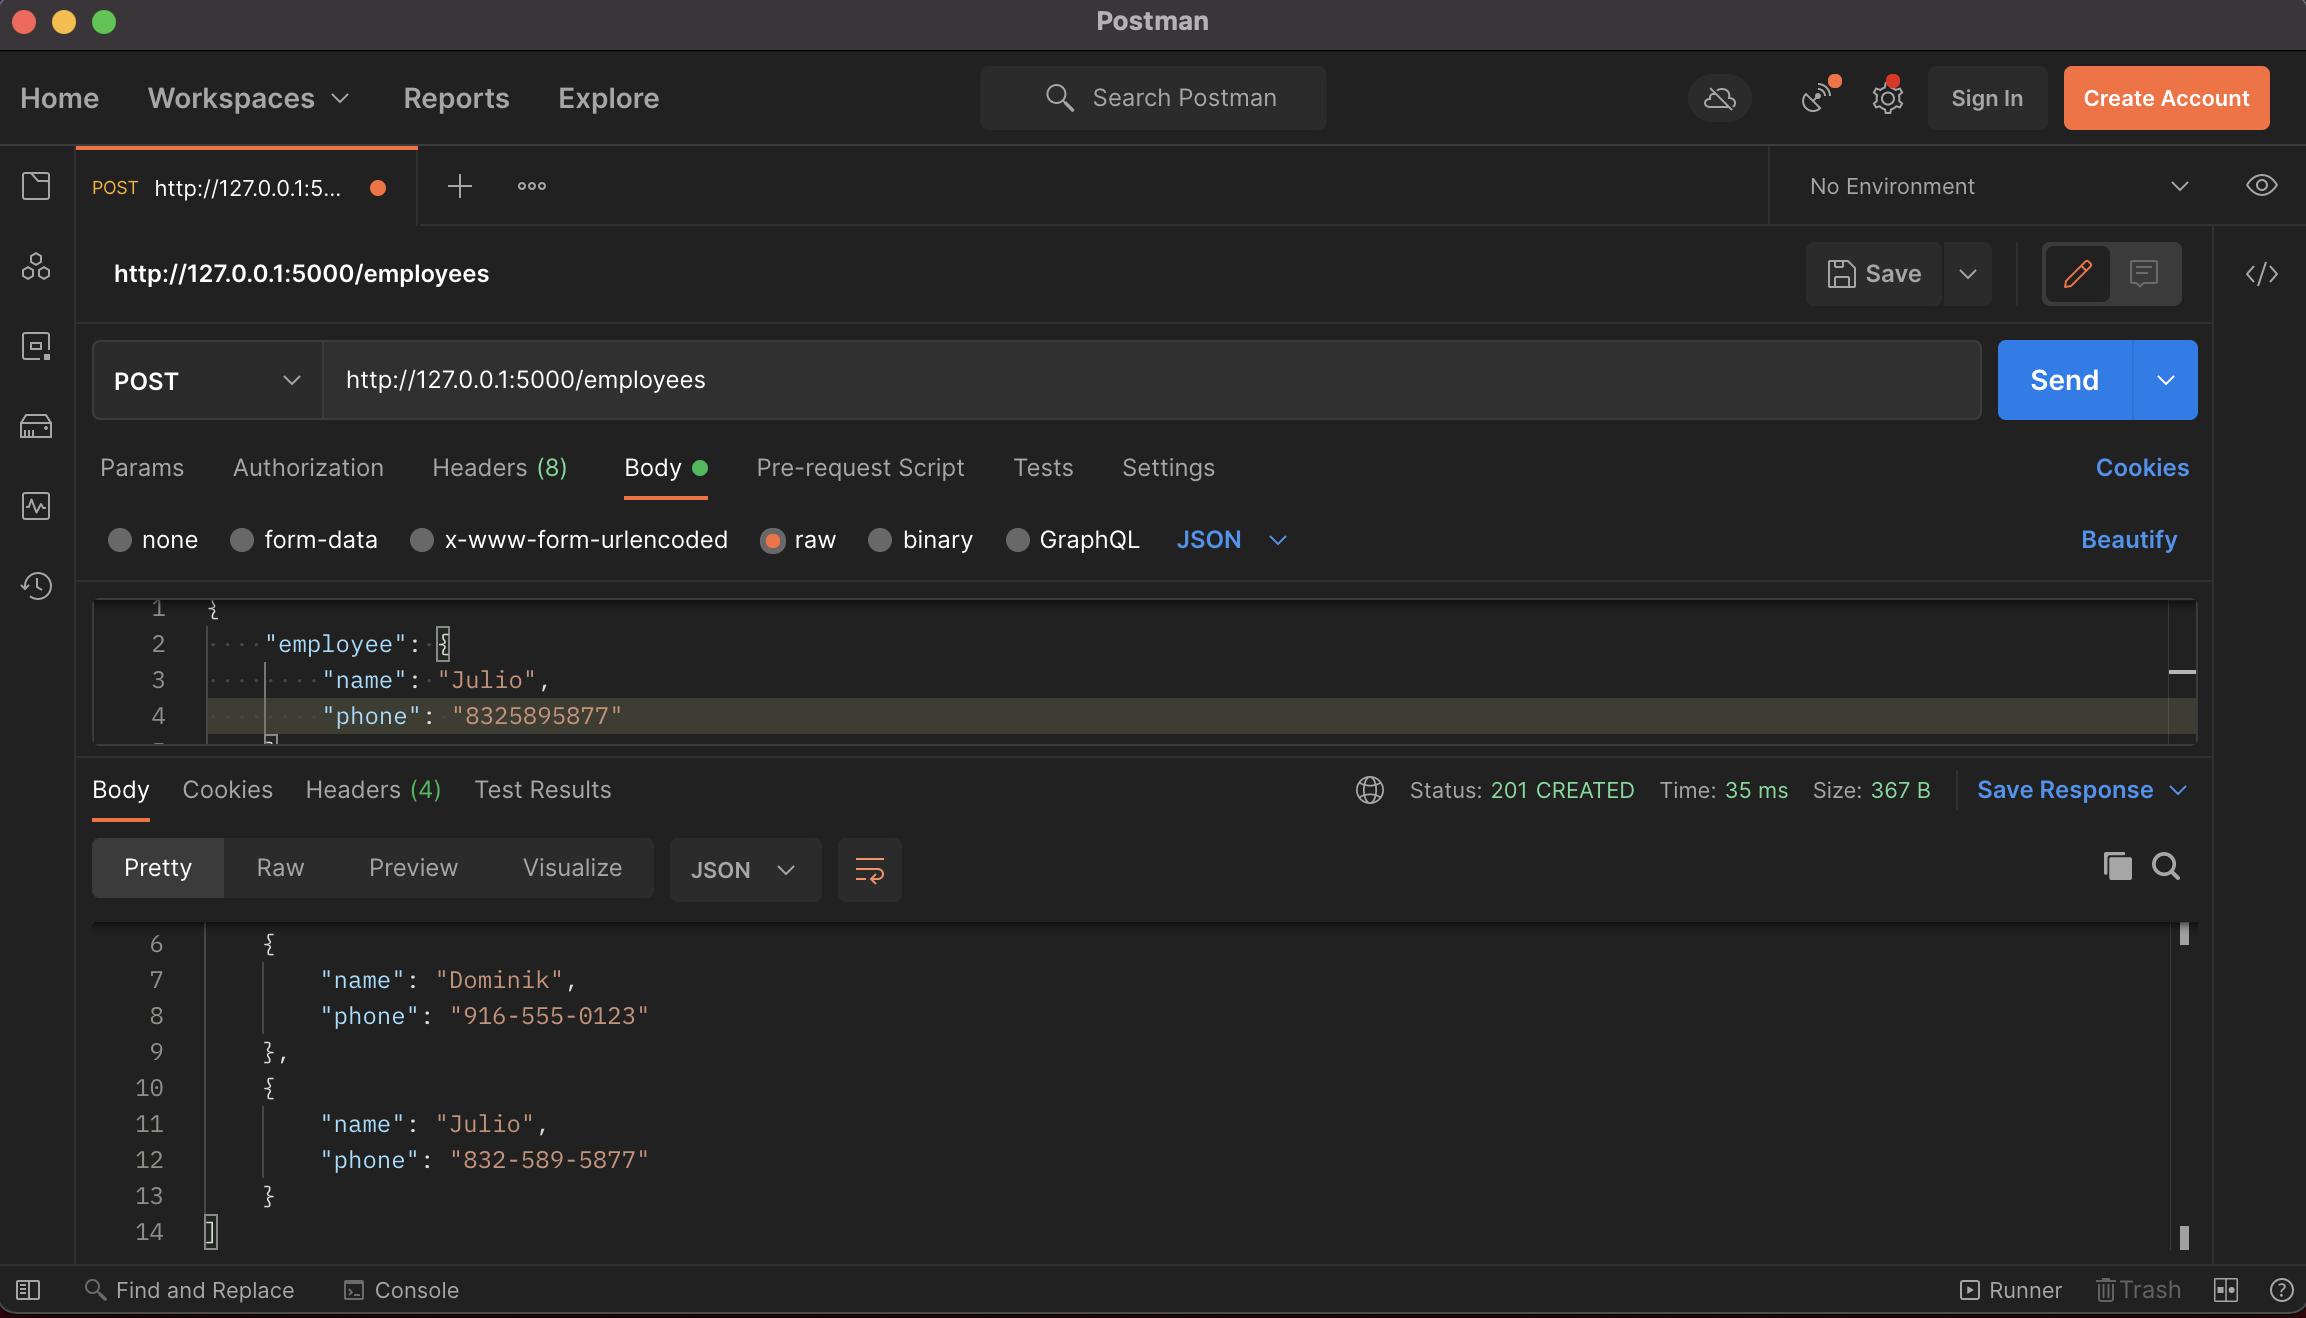 Postman
Home Workspaces Reports Explore Search Postman Sign In Create Account
POST http://127.0.0.1:5... No Environment
http://127.0.0.1:5000/employees Save
POST http://127.0.0.1:5000/employees Send
Params Authorization Headers (8) Body Pre-request Script Tests Settings Cookies
none form-data x-www-form-urlencoded raw binary GraphQL JSON Beautify
1 {
2 "employee": {
3 "name": "Julio",
4 "phone": "8325895877"
Body Cookies Headers (4) Test Results Status: 201 CREATED Time: 35 ms Size: 367 B Save Response
Pretty Raw Preview Visualize JSON
6 {
7 "name": "Dominik",
8 "phone": "916-555-0123"
9 },
10 {
11 "name": "Julio",
12 "phone": "832-589-5877"
13 }
14 ]
Find and Replace Console Runner Trash